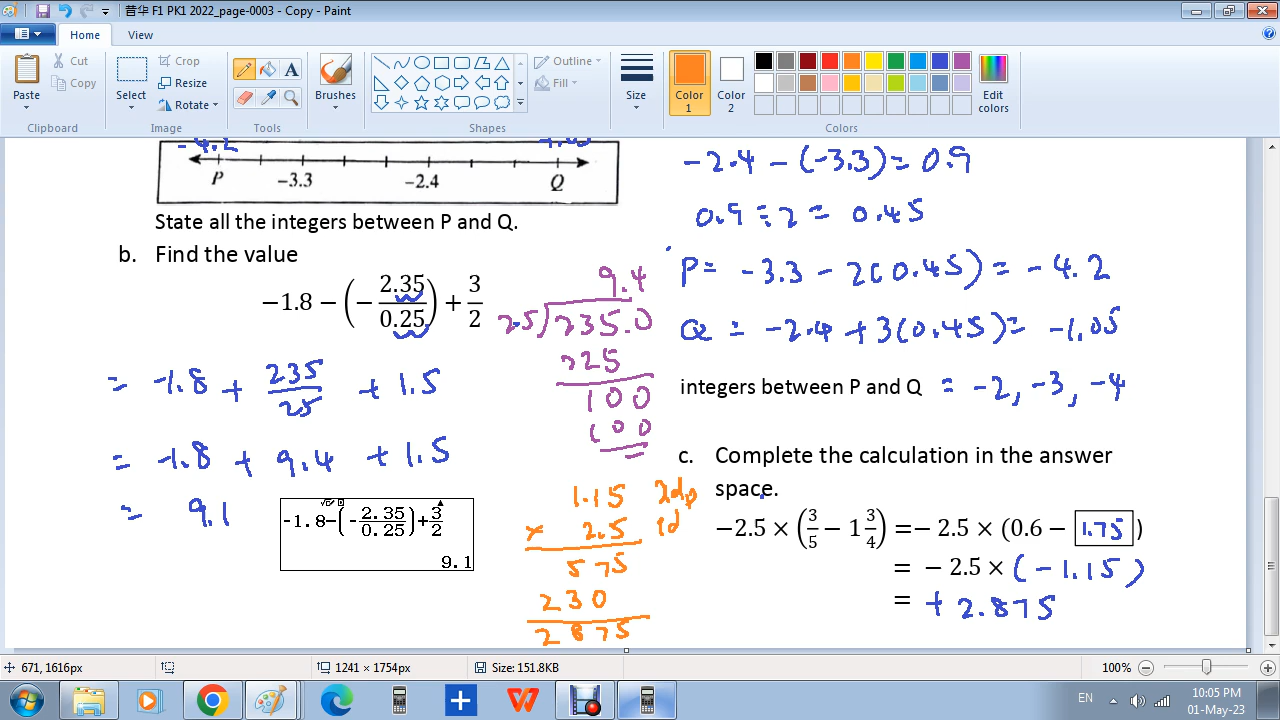 昔华 F1 PK1 2022_page-0003 - Copy - Paint
Home View
Paste Cut Copy Select Crop Resize Rotate Brushes Outline Fill Size Color 1 Color 2 Edit colors
Clipboard Image Tools Shapes Colors
-4.2
P -3.3 -2.4 Q
State all the integers between P and Q.
b. Find the value
−1.8 − (− 2.35/0.25) + 3/2
= -1.8 + 235/25 + 1.5
= -1.8 + 9.4 + 1.5
= 9.1
-1.8-(-2.35/0.25)+3/2
9.1
9.4
25)235.0
225
100
100
1.15 2dp
× 2.5 1d
575
230
2875
-2.4 - (-3.3) = 0.9
0.9 ÷ 2 = 0.45
P = -3.3 - 2(0.45) = -4.2
Q = -2.4 + 3(0.45) = -1.05
integers between P and Q = -2, -3, -4
c. Complete the calculation in the answer
space.
−2.5 × (3/5 − 1 3/4) = − 2.5 × (0.6 − 1.75)
= − 2.5 × (-1.15)
= + 2.875
671, 1616px 1241 × 1754px Size: 151.8KB 100%
EN 10:05 PM
01-May-23